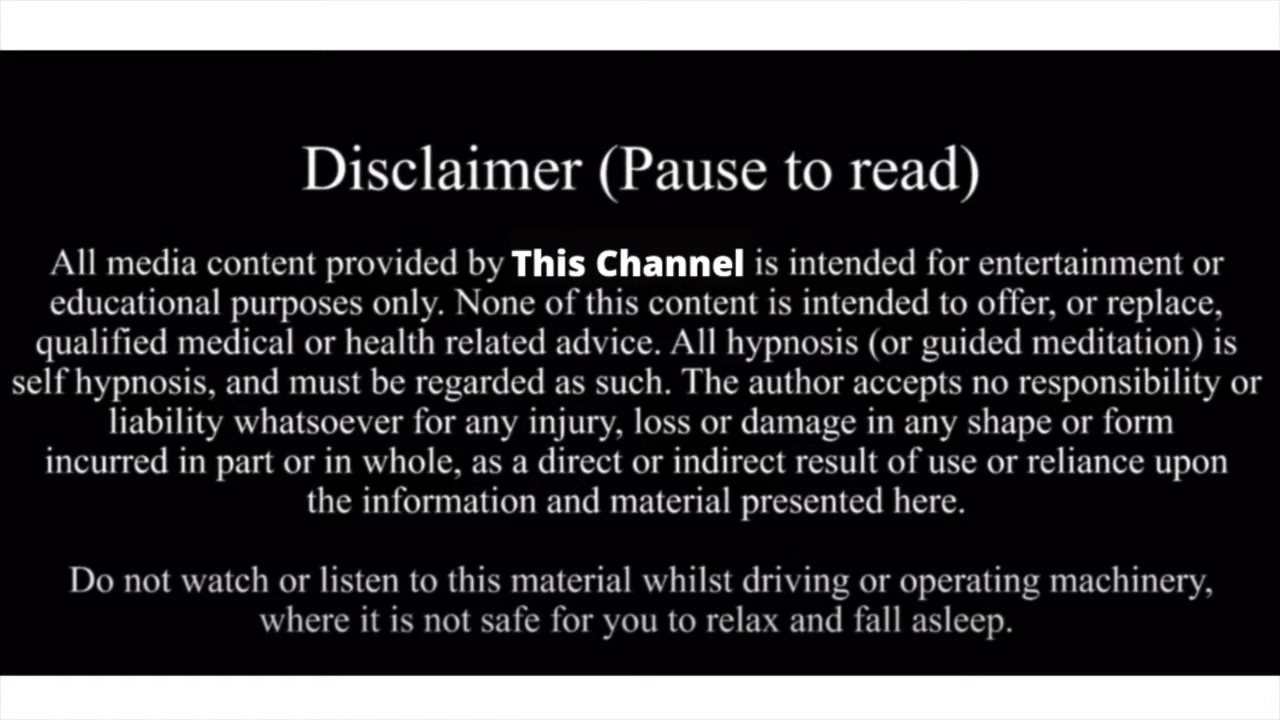 Disclaimer (Pause to read)
All media content provided by This Channel is intended for entertainment or
educational purposes only. None of this content is intended to offer, or replace,
qualified medical or health related advice. All hypnosis (or guided meditation) is
self hypnosis, and must be regarded as such. The author accepts no responsibility or
liability whatsoever for any injury, loss or damage in any shape or form
incurred in part or in whole, as a direct or indirect result of use or reliance upon
the information and material presented here.
Do not watch or listen to this material whilst driving or operating machinery,
where it is not safe for you to relax and fall asleep.